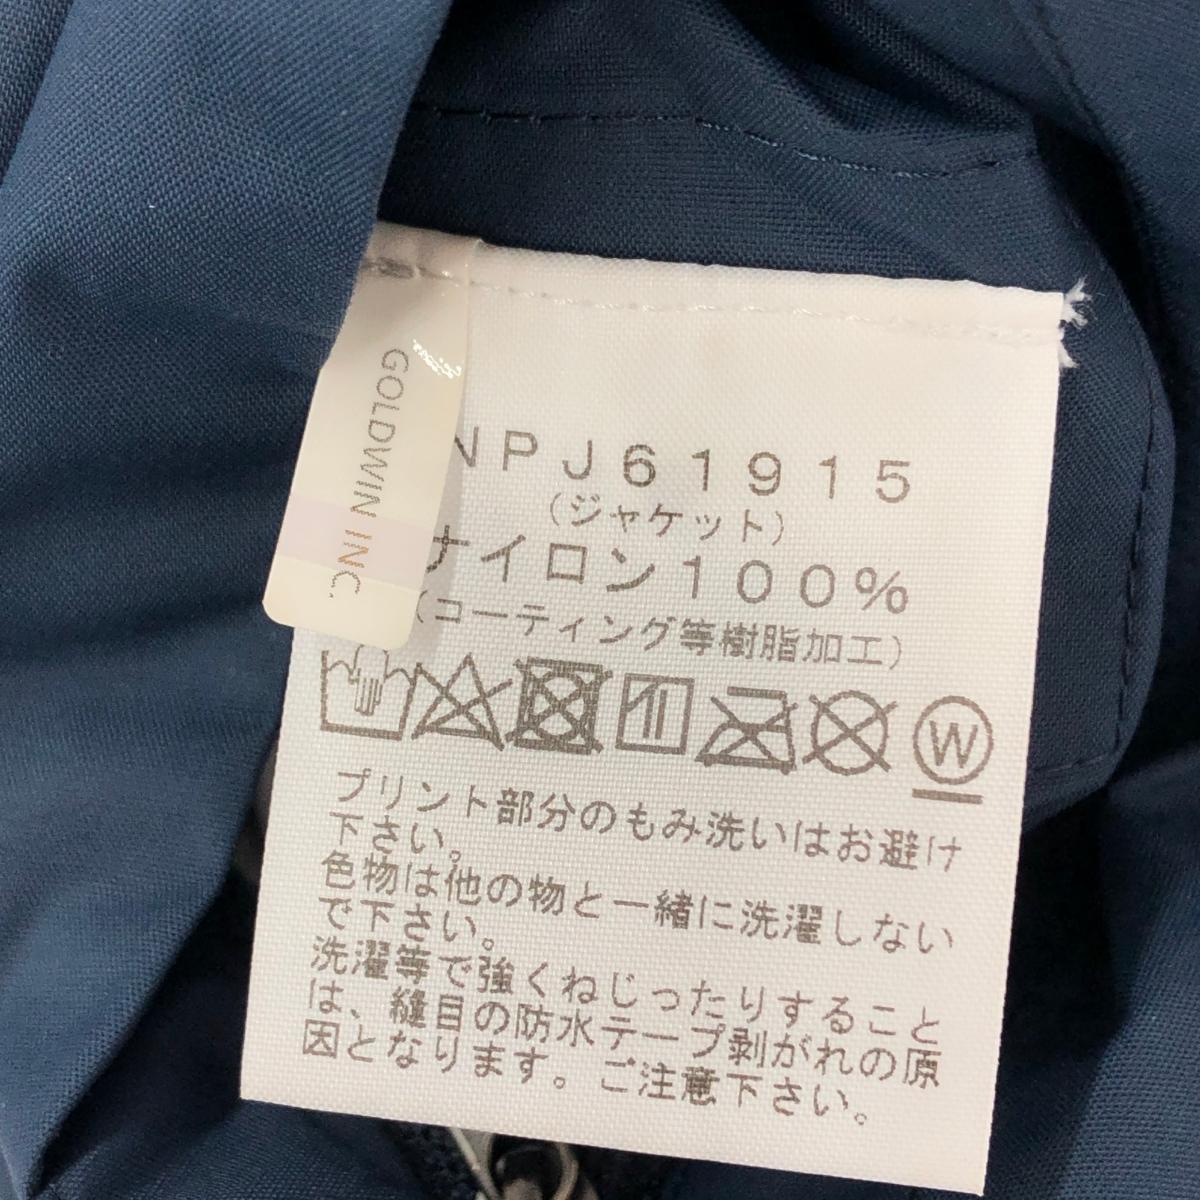 GOLDWIN INC.
NPJ61915
(ジャケット)
ナイロン100%
(コーティング等樹脂加工)
W
プリント部分のもみ洗いはお避け
下さい。
色物は他の物と一緒に洗濯しない
で下さい。
洗濯等で強くねじったりすること
は、縫目の防水テープ剥がれの原
因となります。ご注意下さい。